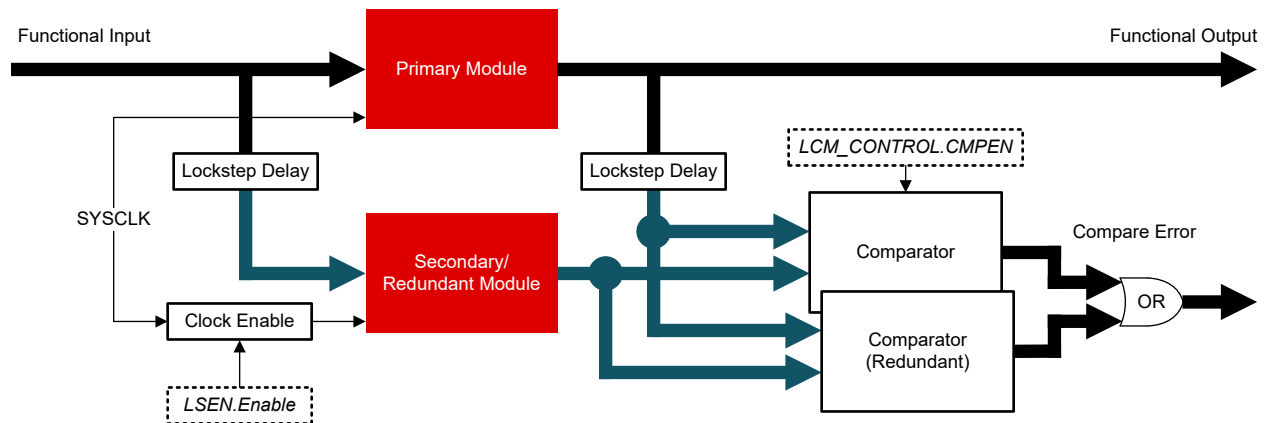 Functional Input
Functional Output
Primary Module
LCM_CONTROL.CMPEN
Lockstep Delay
Lockstep Delay
SYSCLK
Secondary/
Redundant Module
Comparator
Compare Error
OR
Clock Enable
Comparator
(Redundant)
LSEN.Enable